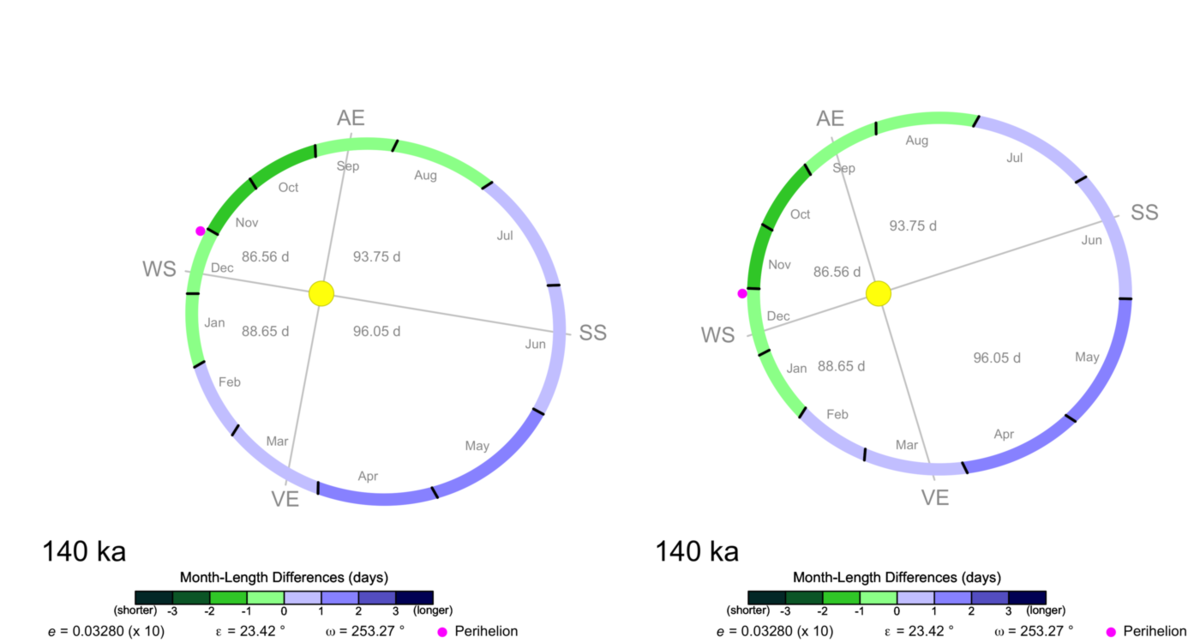 AE
Sep
Aug
Oct
Jul
Nov
86.56 d
93.75 d
WS
Dec
SS
Jan
88.65 d
96.05 d
Jun
Feb
Mar
May
Apr
VE
140 ka
Month-Length Differences (days)
(shorter) -3 -2 -1 0 1 2 3 (longer)
e = 0.03280 (x 10) ε = 23.42 ° ω = 253.27 ° Perihelion
AE
Aug
Sep
Jul
Oct
SS
93.75 d
Jun
Nov
86.56 d
Dec
WS
Jan
88.65 d
96.05 d
May
Feb
Mar
Apr
VE
140 ka
Month-Length Differences (days)
(shorter) -3 -2 -1 0 1 2 3 (longer)
e = 0.03280 (x 10) ε = 23.42 ° ω = 253.27 ° Perihelion